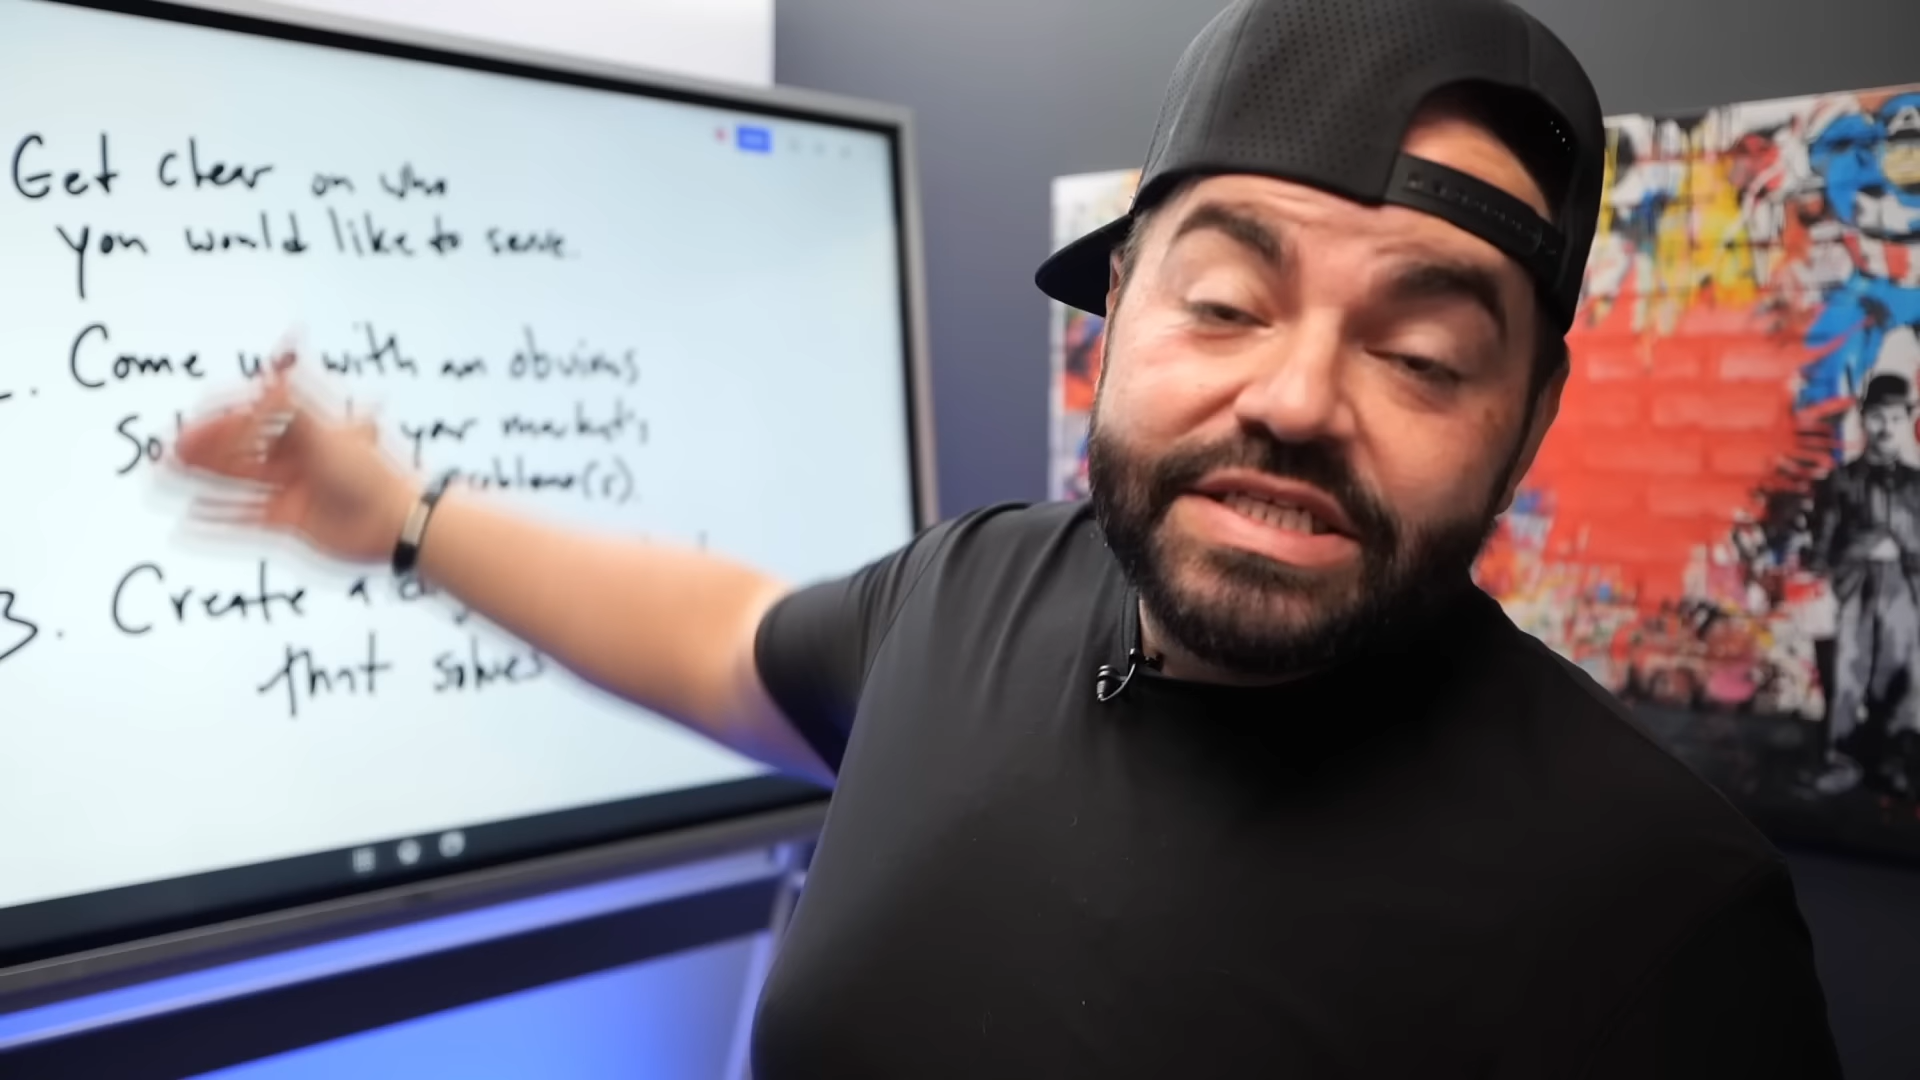 Get clear on who
you would like to serve.
Come up with an obvious
your market's
problem(s).
3. Create a
that solves